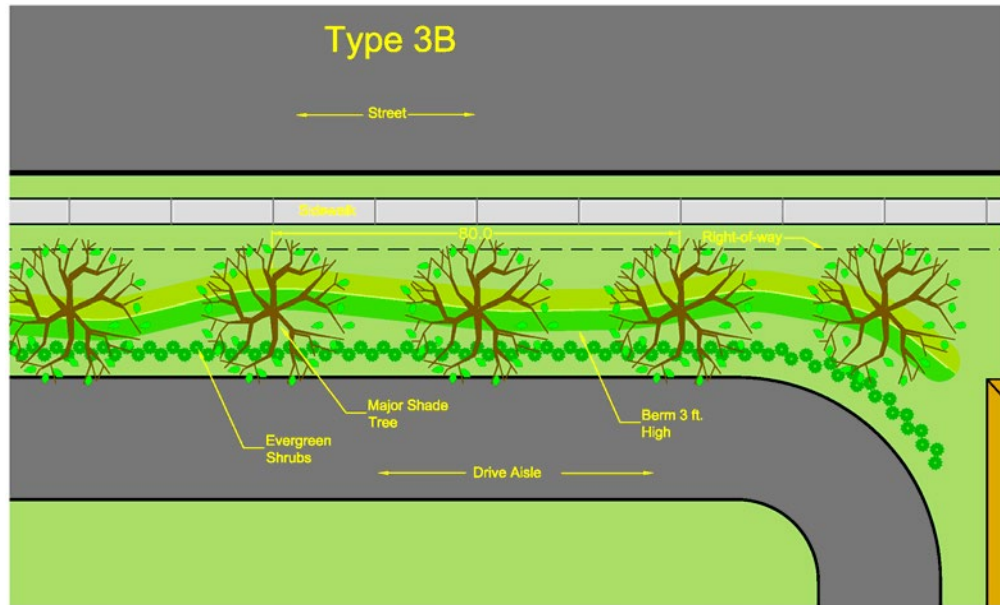 Type 3B
Street
Sidewalk
80.0
Right-of-way
Major Shade
Tree
Berm 3 ft.
High
Evergreen
Shrubs
Drive Aisle